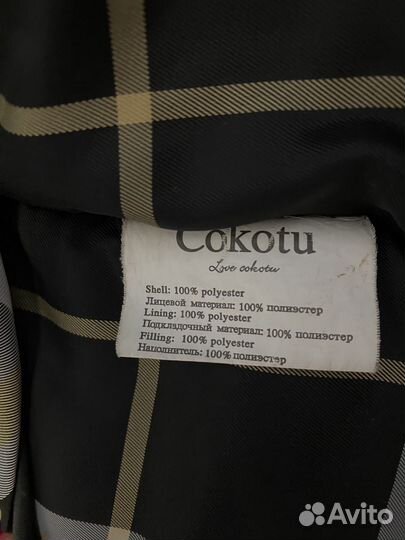 Cokotu
Love cokotu
Shell: 100% polyester
Лицевой материал: 100% полиэстер
Lining: 100% polyester
Подкладочный материал: 100% полиэстер
Filling: 100% polyester
Наполнитель: 100% полиэстер
Avito